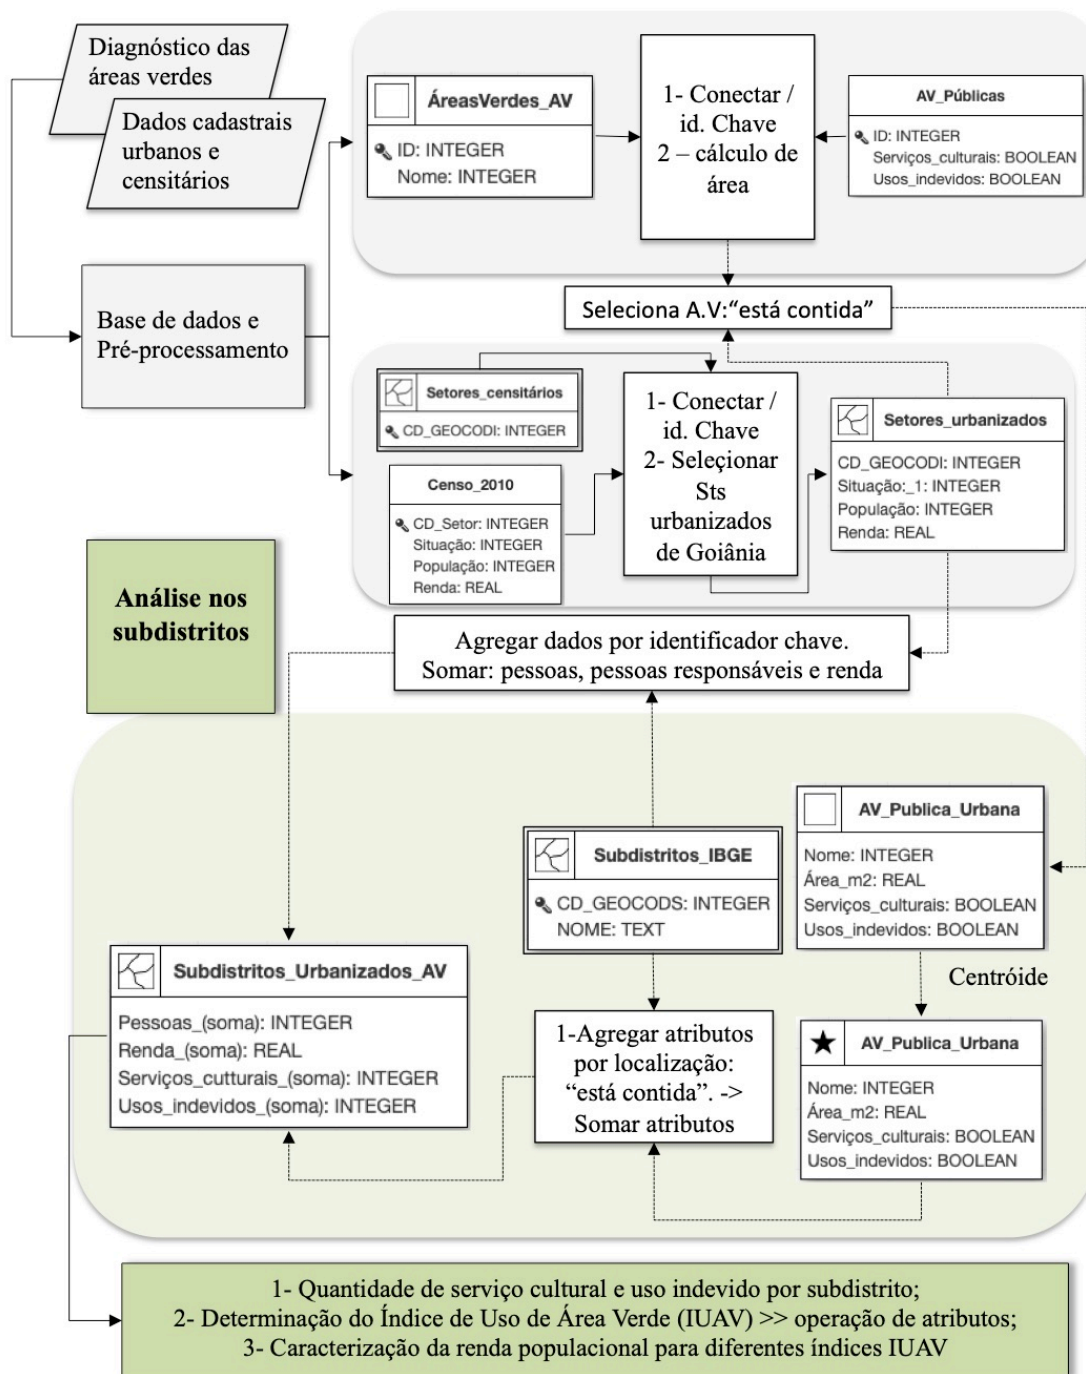 Diagnóstico das
áreas verdes
Dados cadastrais
urbanos e
censitários
Base de dados e
Pré-processamento
ÁreasVerdes_AV
ID: INTEGER
Nome: INTEGER
1- Conectar /
id. Chave
2 – cálculo de
área
AV_Públicas
ID: INTEGER
Serviços_culturais: BOOLEAN
Usos_indevidos: BOOLEAN
Seleciona A.V:“está contida”
Setores_censitários
CD_GEOCODI: INTEGER
Censo_2010
CD_Setor: INTEGER
Situação: INTEGER
População: INTEGER
Renda: REAL
1- Conectar /
id. Chave
2- Seleçionar
Sts
urbanizados
de Goiânia
Setores_urbanizados
CD_GEOCODI: INTEGER
Situação:_1: INTEGER
População: INTEGER
Renda: REAL
Análise nos
subdistritos
Agregar dados por identificador chave.
Somar: pessoas, pessoas responsáveis e renda
Subdistritos_IBGE
CD_GEOCODS: INTEGER
NOME: TEXT
AV_Publica_Urbana
Nome: INTEGER
Área_m2: REAL
Serviços_culturais: BOOLEAN
Usos_indevidos: BOOLEAN
Centróide
Subdistritos_Urbanizados_AV
Pessoas_(soma): INTEGER
Renda_(soma): REAL
Serviços_cutturais_(soma): INTEGER
Usos_indevidos_(soma): INTEGER
1-Agregar atributos
por localização:
“está contida”. ->
Somar atributos
AV_Publica_Urbana
Nome: INTEGER
Área_m2: REAL
Serviços_culturais: BOOLEAN
Usos_indevidos: BOOLEAN
1- Quantidade de serviço cultural e uso indevido por subdistrito;
2- Determinação do Índice de Uso de Área Verde (IUAV) >> operação de atributos;
3- Caracterização da renda populacional para diferentes índices IUAV